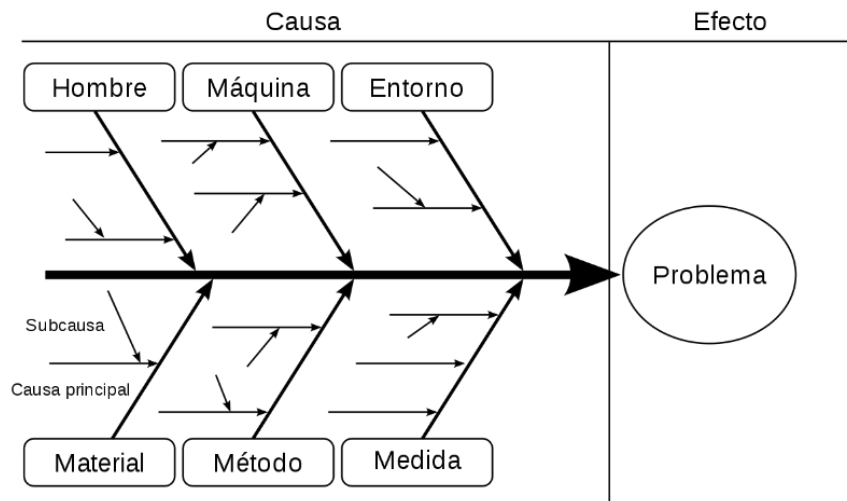 Causa
Efecto
Hombre
Máquina
Entorno
Problema
Subcausa
Causa principal
Material
Método
Medida